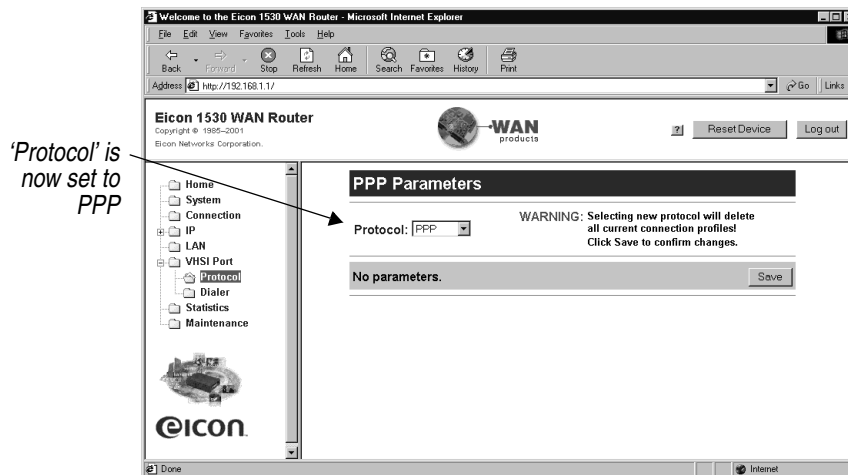 Welcome to the Eicon 1530 WAN Router - Microsoft Internet Explorer
File Edit View Favorites Tools Help
Back Forward Stop Refresh Home Search Favorites History Print
Address http://192.168.1.1/ Go Links
Eicon 1530 WAN Router
Copyright © 1985–2001
Eicon Networks Corporation.
WAN
products
? Reset Device Log out
'Protocol' is
now set to
PPP
Home
System
Connection
IP
LAN
VHSI Port
Protocol
Dialer
Statistics
Maintenance
eicon
PPP Parameters
Protocol: PPP
WARNING: Selecting new protocol will delete
all current connection profiles!
Click Save to confirm changes.
No parameters. Save
Done Internet